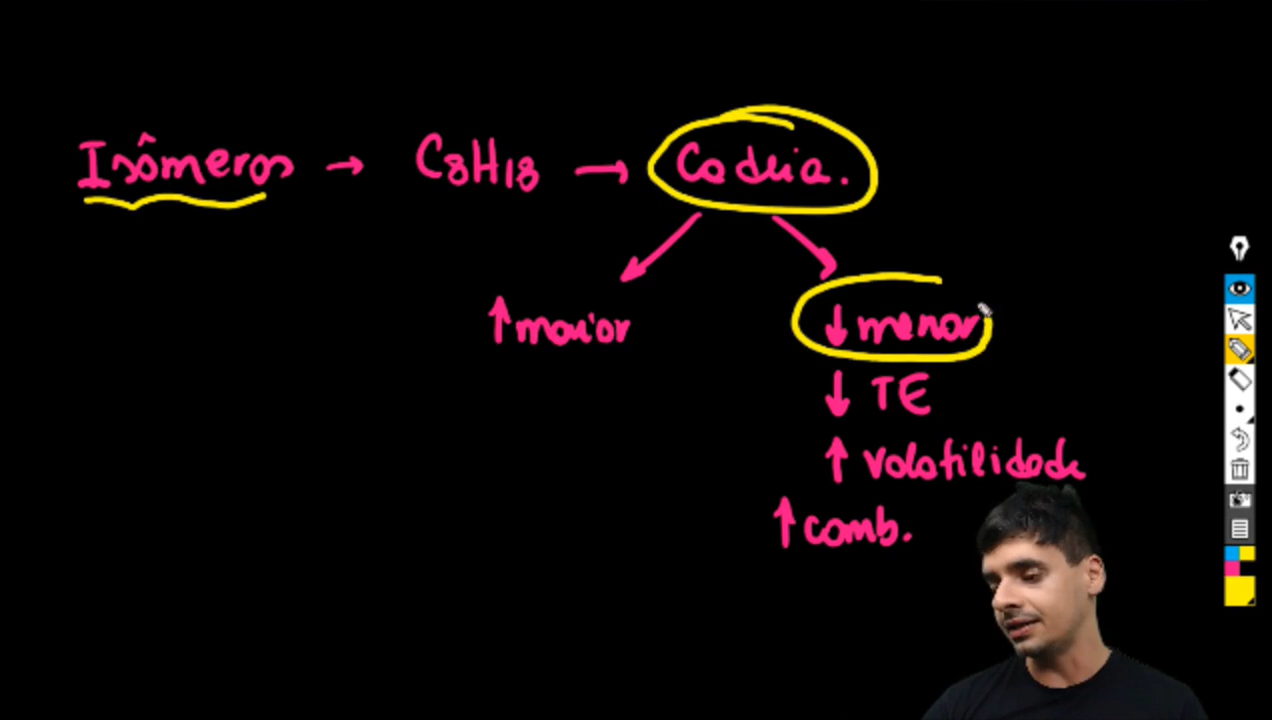 Isômeros → C8H18 → Cadeia.
↑ maior ↓ menor
↓ TE
↑ volatilidade
↑ comb.